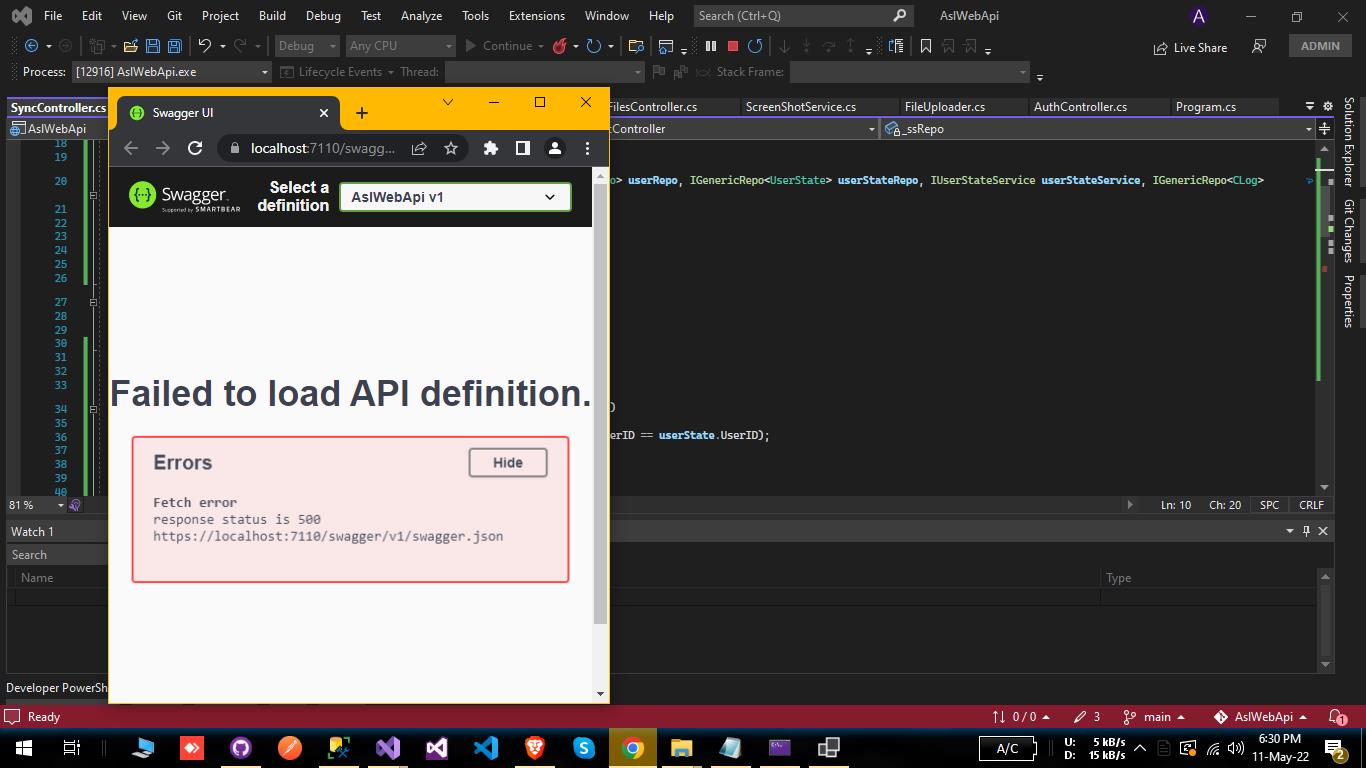 File Edit View Git Project Build Debug Test Analyze Tools Extensions Window Help Search (Ctrl+Q) AslWebApi A
Debug Any CPU Continue Live Share ADMIN
Process: [12916] AslWebApi.exe Lifecycle Events Thread: Stack Frame:
SyncController.cs FilesController.cs ScreenShotService.cs FileUploader.cs AuthController.cs Program.cs
AslWebApi Controller _ssRepo
Swagger UI
localhost:7110/swagg...
Swagger
Supported by SMARTBEAR
Select a definition
AslWebApi v1
Failed to load API definition.
Errors
Hide
Fetch error
response status is 500
https://localhost:7110/swagger/v1/swagger.json
18
19
20 > userRepo, IGenericRepo<UserState> userStateRepo, IUserStateService userStateService, IGenericRepo<CLog>
21
22
23
24
25
26
27
28
29
30
31
32
33
34
35
36 erID == userState.UserID);
37
38
39
40
81 % Ln: 10 Ch: 20 SPC CRLF
Watch 1
Search
Name Type
Developer PowerSh
Solution Explorer
Git Changes
Properties
Ready 0 / 0 3 main AslWebApi 1
A/C U: 5 kB/s
D: 15 kB/s
6:30 PM
11-May-22
2